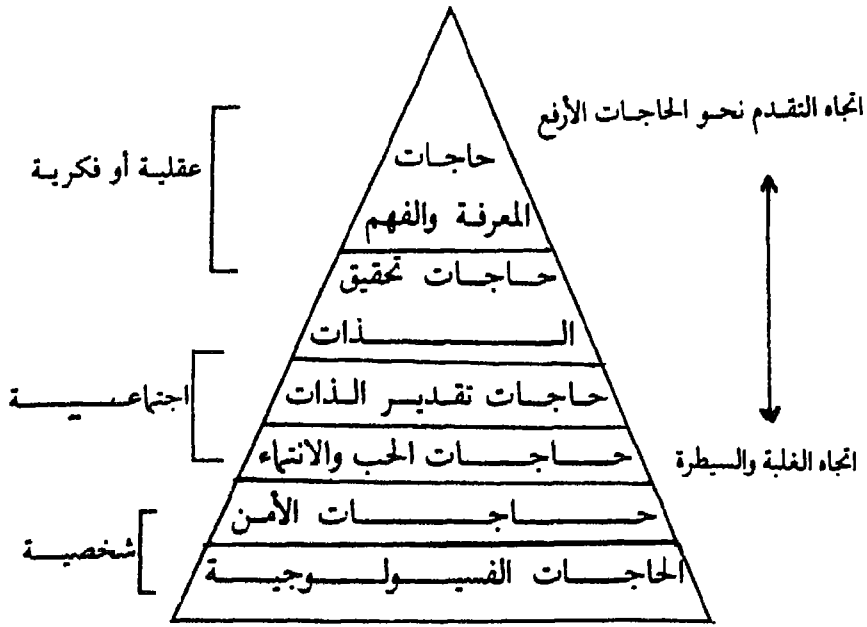 اتجاه التقدم نحو الحاجات الأرفع
حاجات
المعرفة والفهم
عقلية أو فكرية
حاجات تحقيق
الذات
حاجات تقدير الذات
اجتماعية
حاجات الحب والانتماء
اتجاه الغلبة والسيطرة
حاجات الأمن
شخصية
الحاجات الفسيولوجية